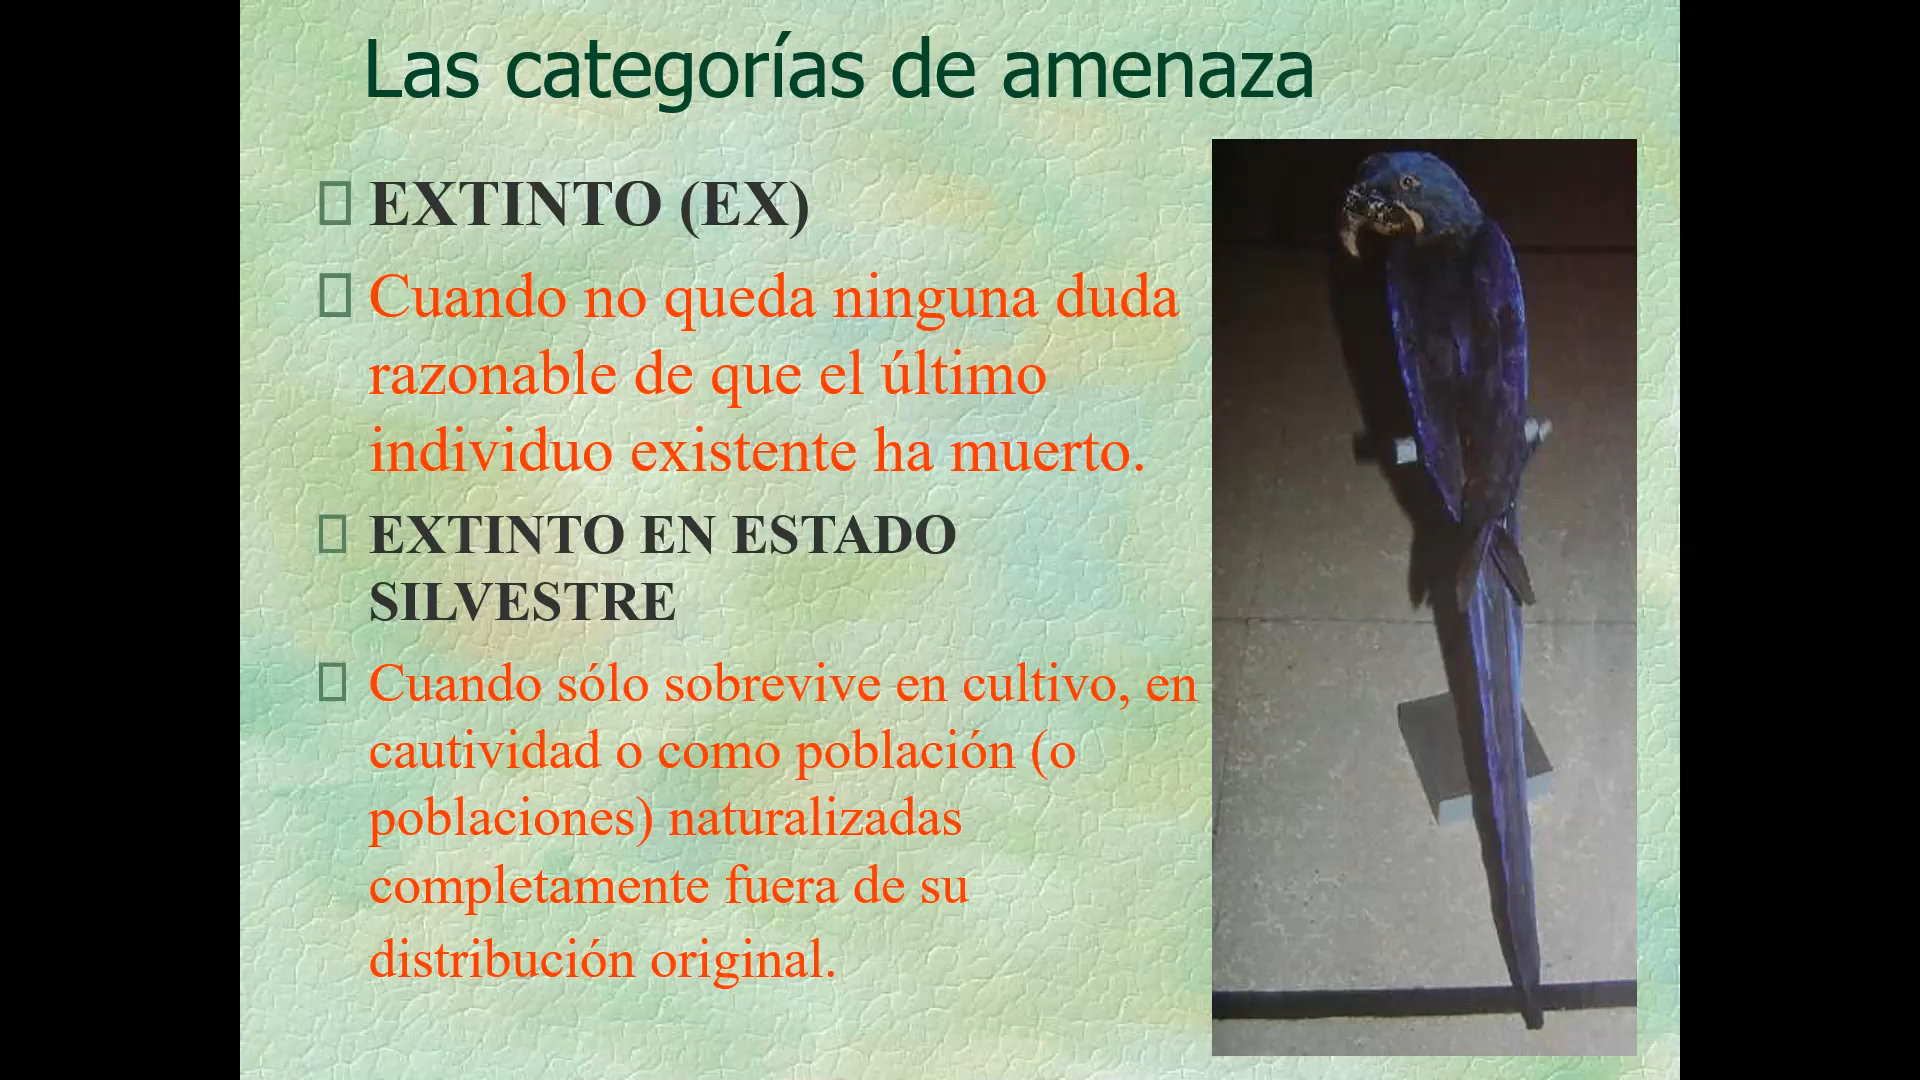 Las categorías de amenaza
EXTINTO (EX)
Cuando no queda ninguna duda
razonable de que el último
individuo existente ha muerto.
EXTINTO EN ESTADO
SILVESTRE
Cuando sólo sobrevive en cultivo, en
cautividad o como población (o
poblaciones) naturalizadas
completamente fuera de su
distribución original.